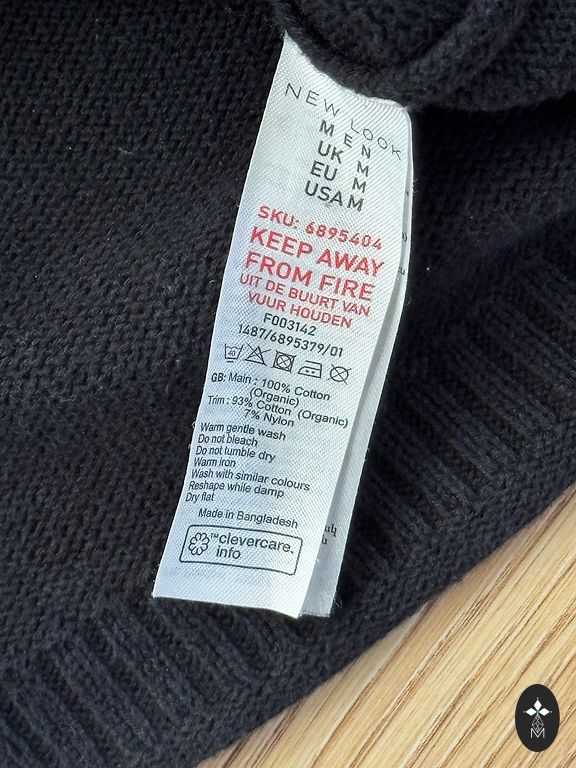 NEW LOOK
MEN
UK M
EU M
USA M
SKU: 6895404
KEEP AWAY
FROM FIRE
UIT DE BUURT VAN
VUUR HOUDEN
F003142
1487/6895379/01
40
GB: Main : 100% Cotton
(Organic)
Trim : 93% Cotton (Organic)
7% Nylon
Warm gentle wash
Do not bleach
Do not tumble dry
Warm iron
Wash with similar colours
Reshape while damp
Dry flat
Made in Bangladesh
™clevercare.
info